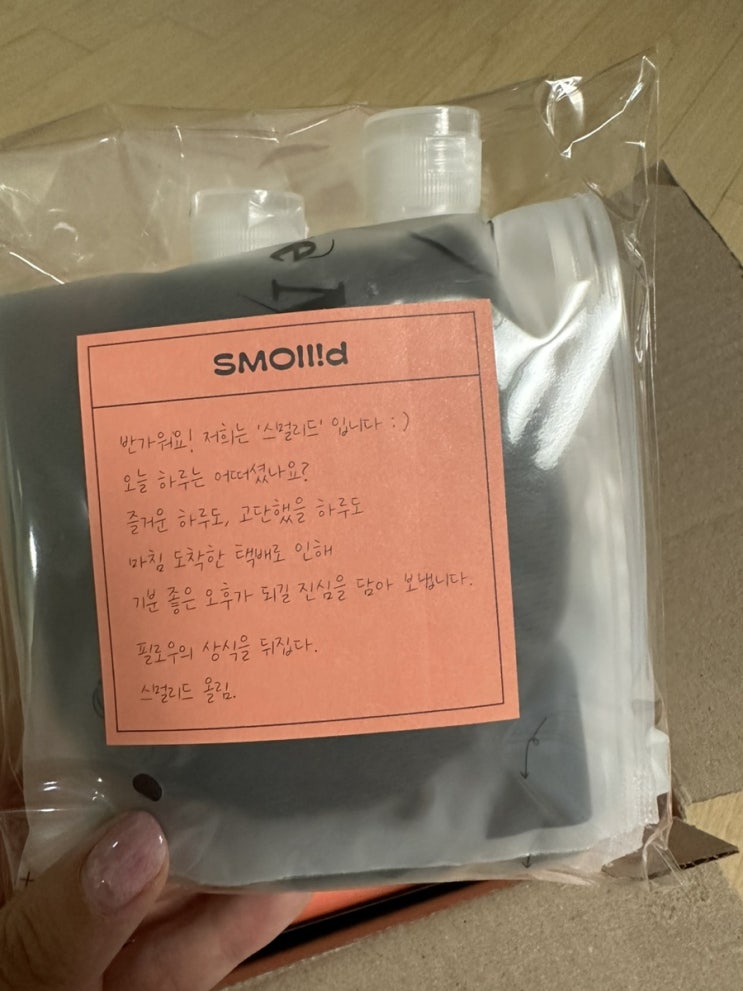 SMOll!d
반가워요! 저희는 '스멀리드' 입니다 :)
오늘 하루는 어떠셨나요?
즐거운 하루도, 고단했을 하루도
마침 도착한 택배로 인해
기분 좋은 오후가 되길 진심을 담아 보냅니다.
필로우의 상식을 뒤집다.
스멀리드 올림.